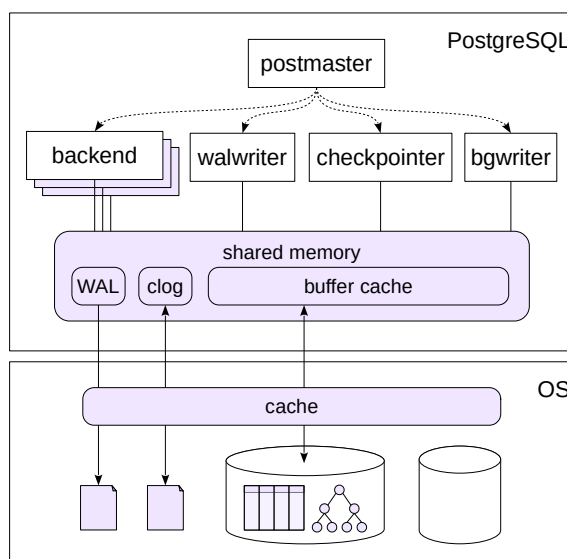 PostgreSQL
postmaster
backend
walwriter
checkpointer
bgwriter
shared memory
WAL
clog
buffer cache
OS
cache